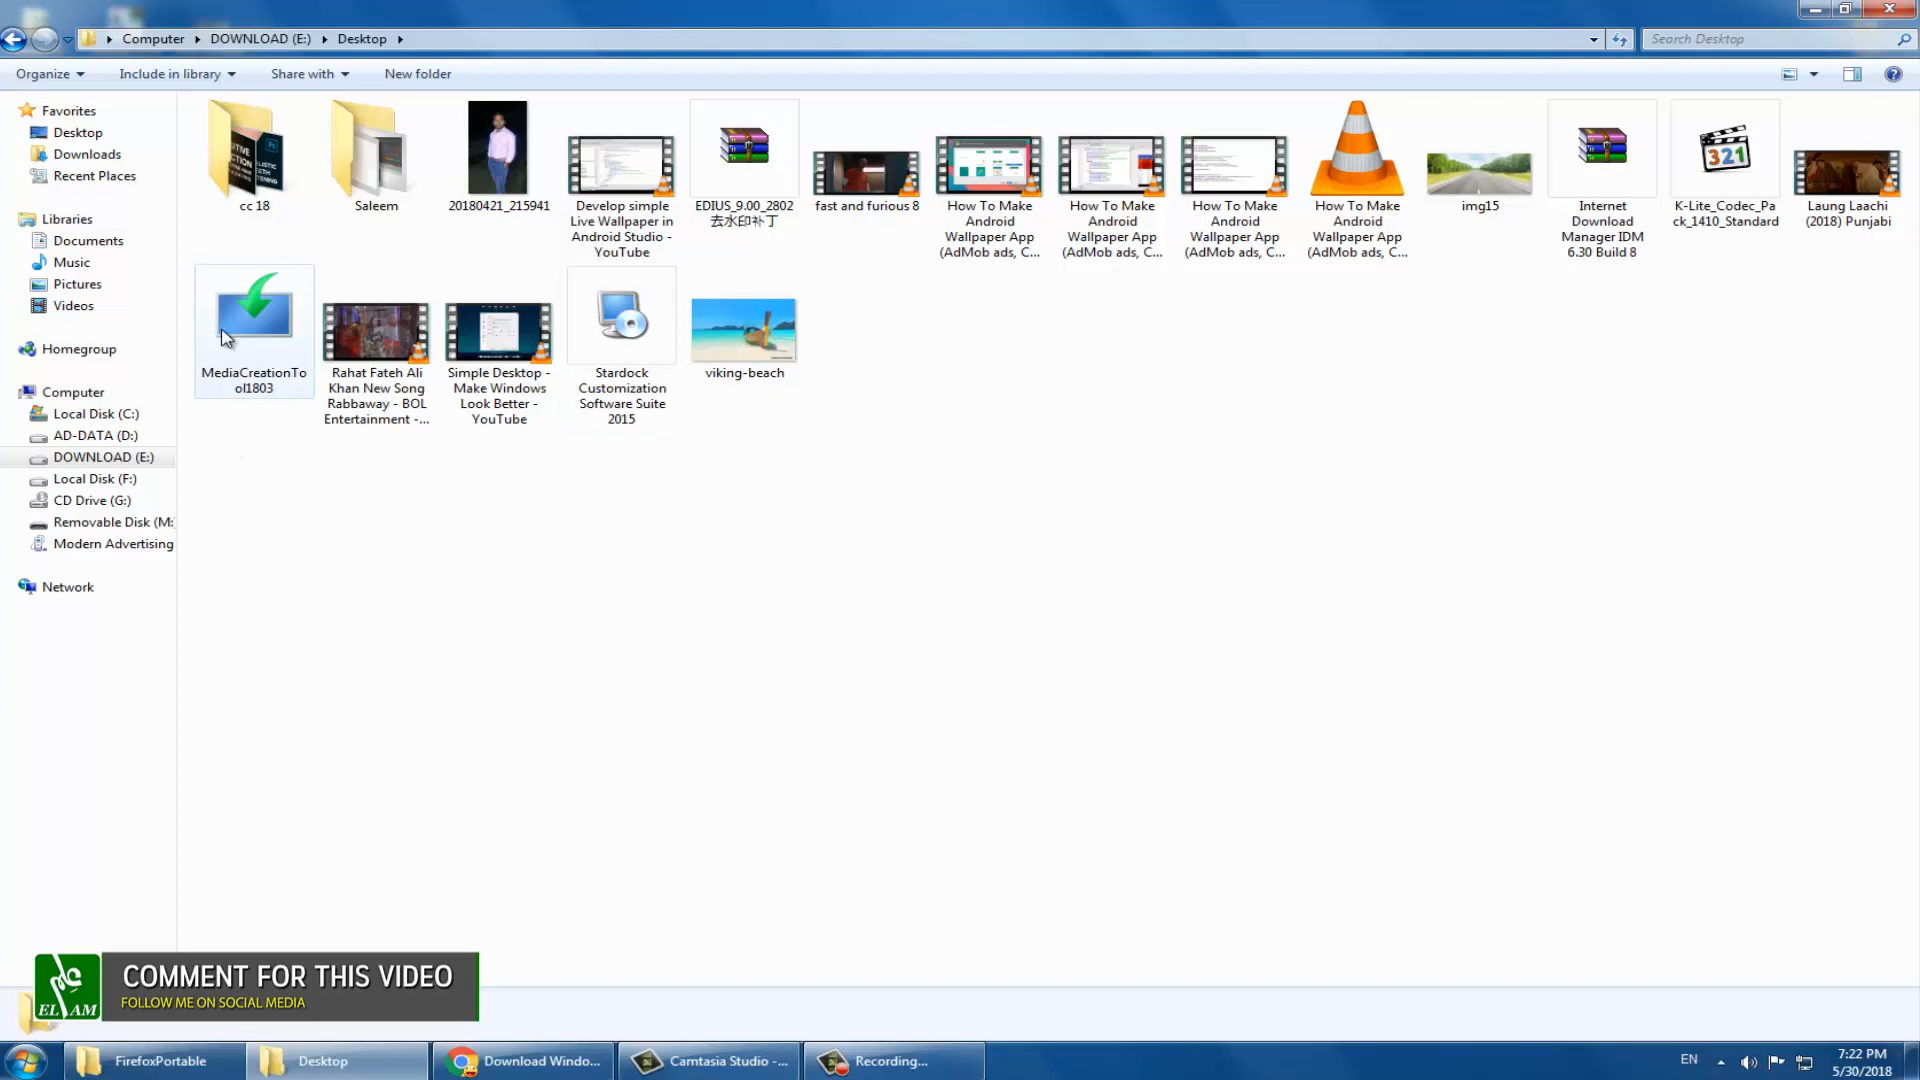 Computer
DOWNLOAD (E:)
Desktop
Search Desktop
Organize
Include in library
Share with
New folder
Favorites
Desktop
Downloads
Recent Places
Libraries
Documents
Music
Pictures
Videos
Homegroup
Computer
Local Disk (C:)
AD-DATA (D:)
DOWNLOAD (E:)
Local Disk (F:)
CD Drive (G:)
Removable Disk (M:
Modern Advertising
Network
cc 18
Saleem
20180421_215941
Develop simple
Live Wallpaper in
Android Studio -
YouTube
EDIUS_9.00_2802
去水印补丁
fast and furious 8
How To Make
Android
Wallpaper App
(AdMob ads, C...
How To Make
Android
Wallpaper App
(AdMob ads, C...
How To Make
Android
Wallpaper App
(AdMob ads, C...
How To Make
Android
Wallpaper App
(AdMob ads, C...
img15
Internet
Download
Manager IDM
6.30 Build 8
K-Lite_Codec_Pa
ck_1410_Standard
321
Laung Laachi
(2018) Punjabi
MediaCreationTo
ol1803
Rahat Fateh Ali
Khan New Song
Rabbaway - BOL
Entertainment -...
Simple Desktop -
Make Windows
Look Better -
YouTube
Stardock
Customization
Software Suite
2015
viking-beach
COMMENT FOR THIS VIDEO
FOLLOW ME ON SOCIAL MEDIA
FirefoxPortable
Desktop
Download Windo...
Camtasia Studio -...
Recording...
EN
7:22 PM
5/30/2018